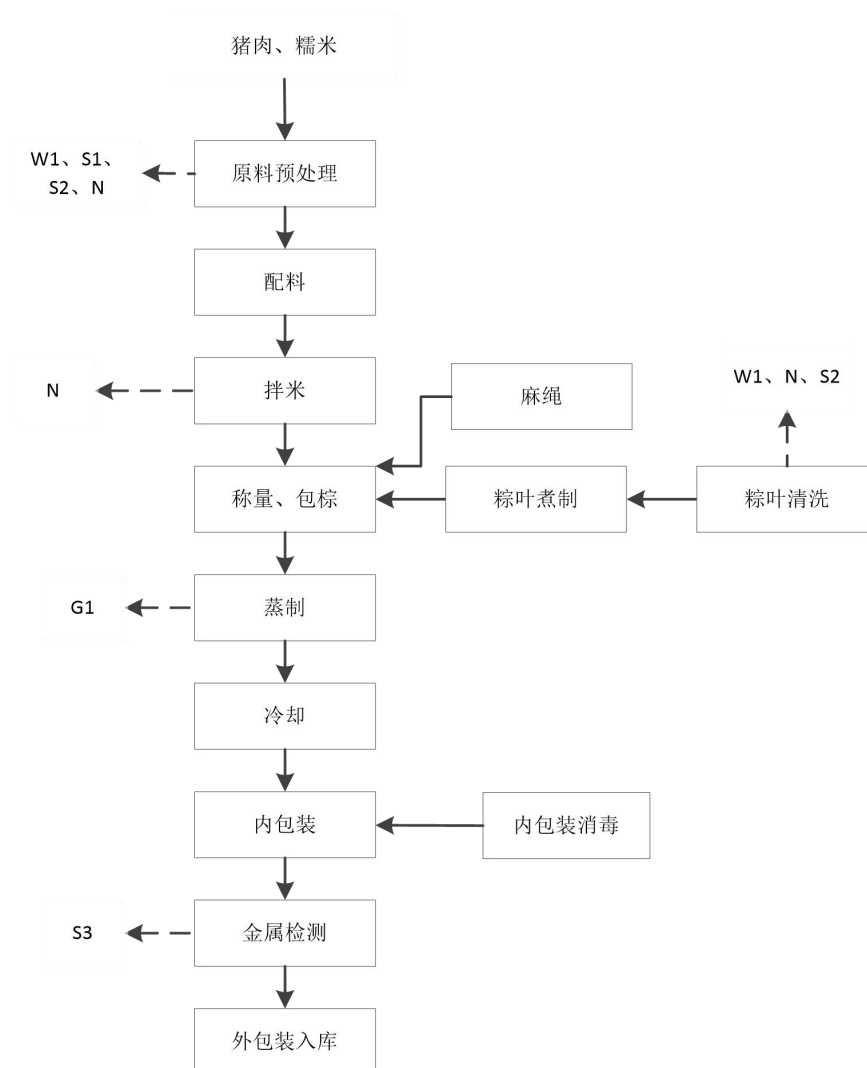 猪肉、糯米
W1、S1、
S2、N
原料预处理
配料
N
拌米
麻绳
W1、N、S2
称量、包棕
粽叶煮制
粽叶清洗
G1
蒸制
冷却
内包装
内包装消毒
S3
金属检测
外包装入库